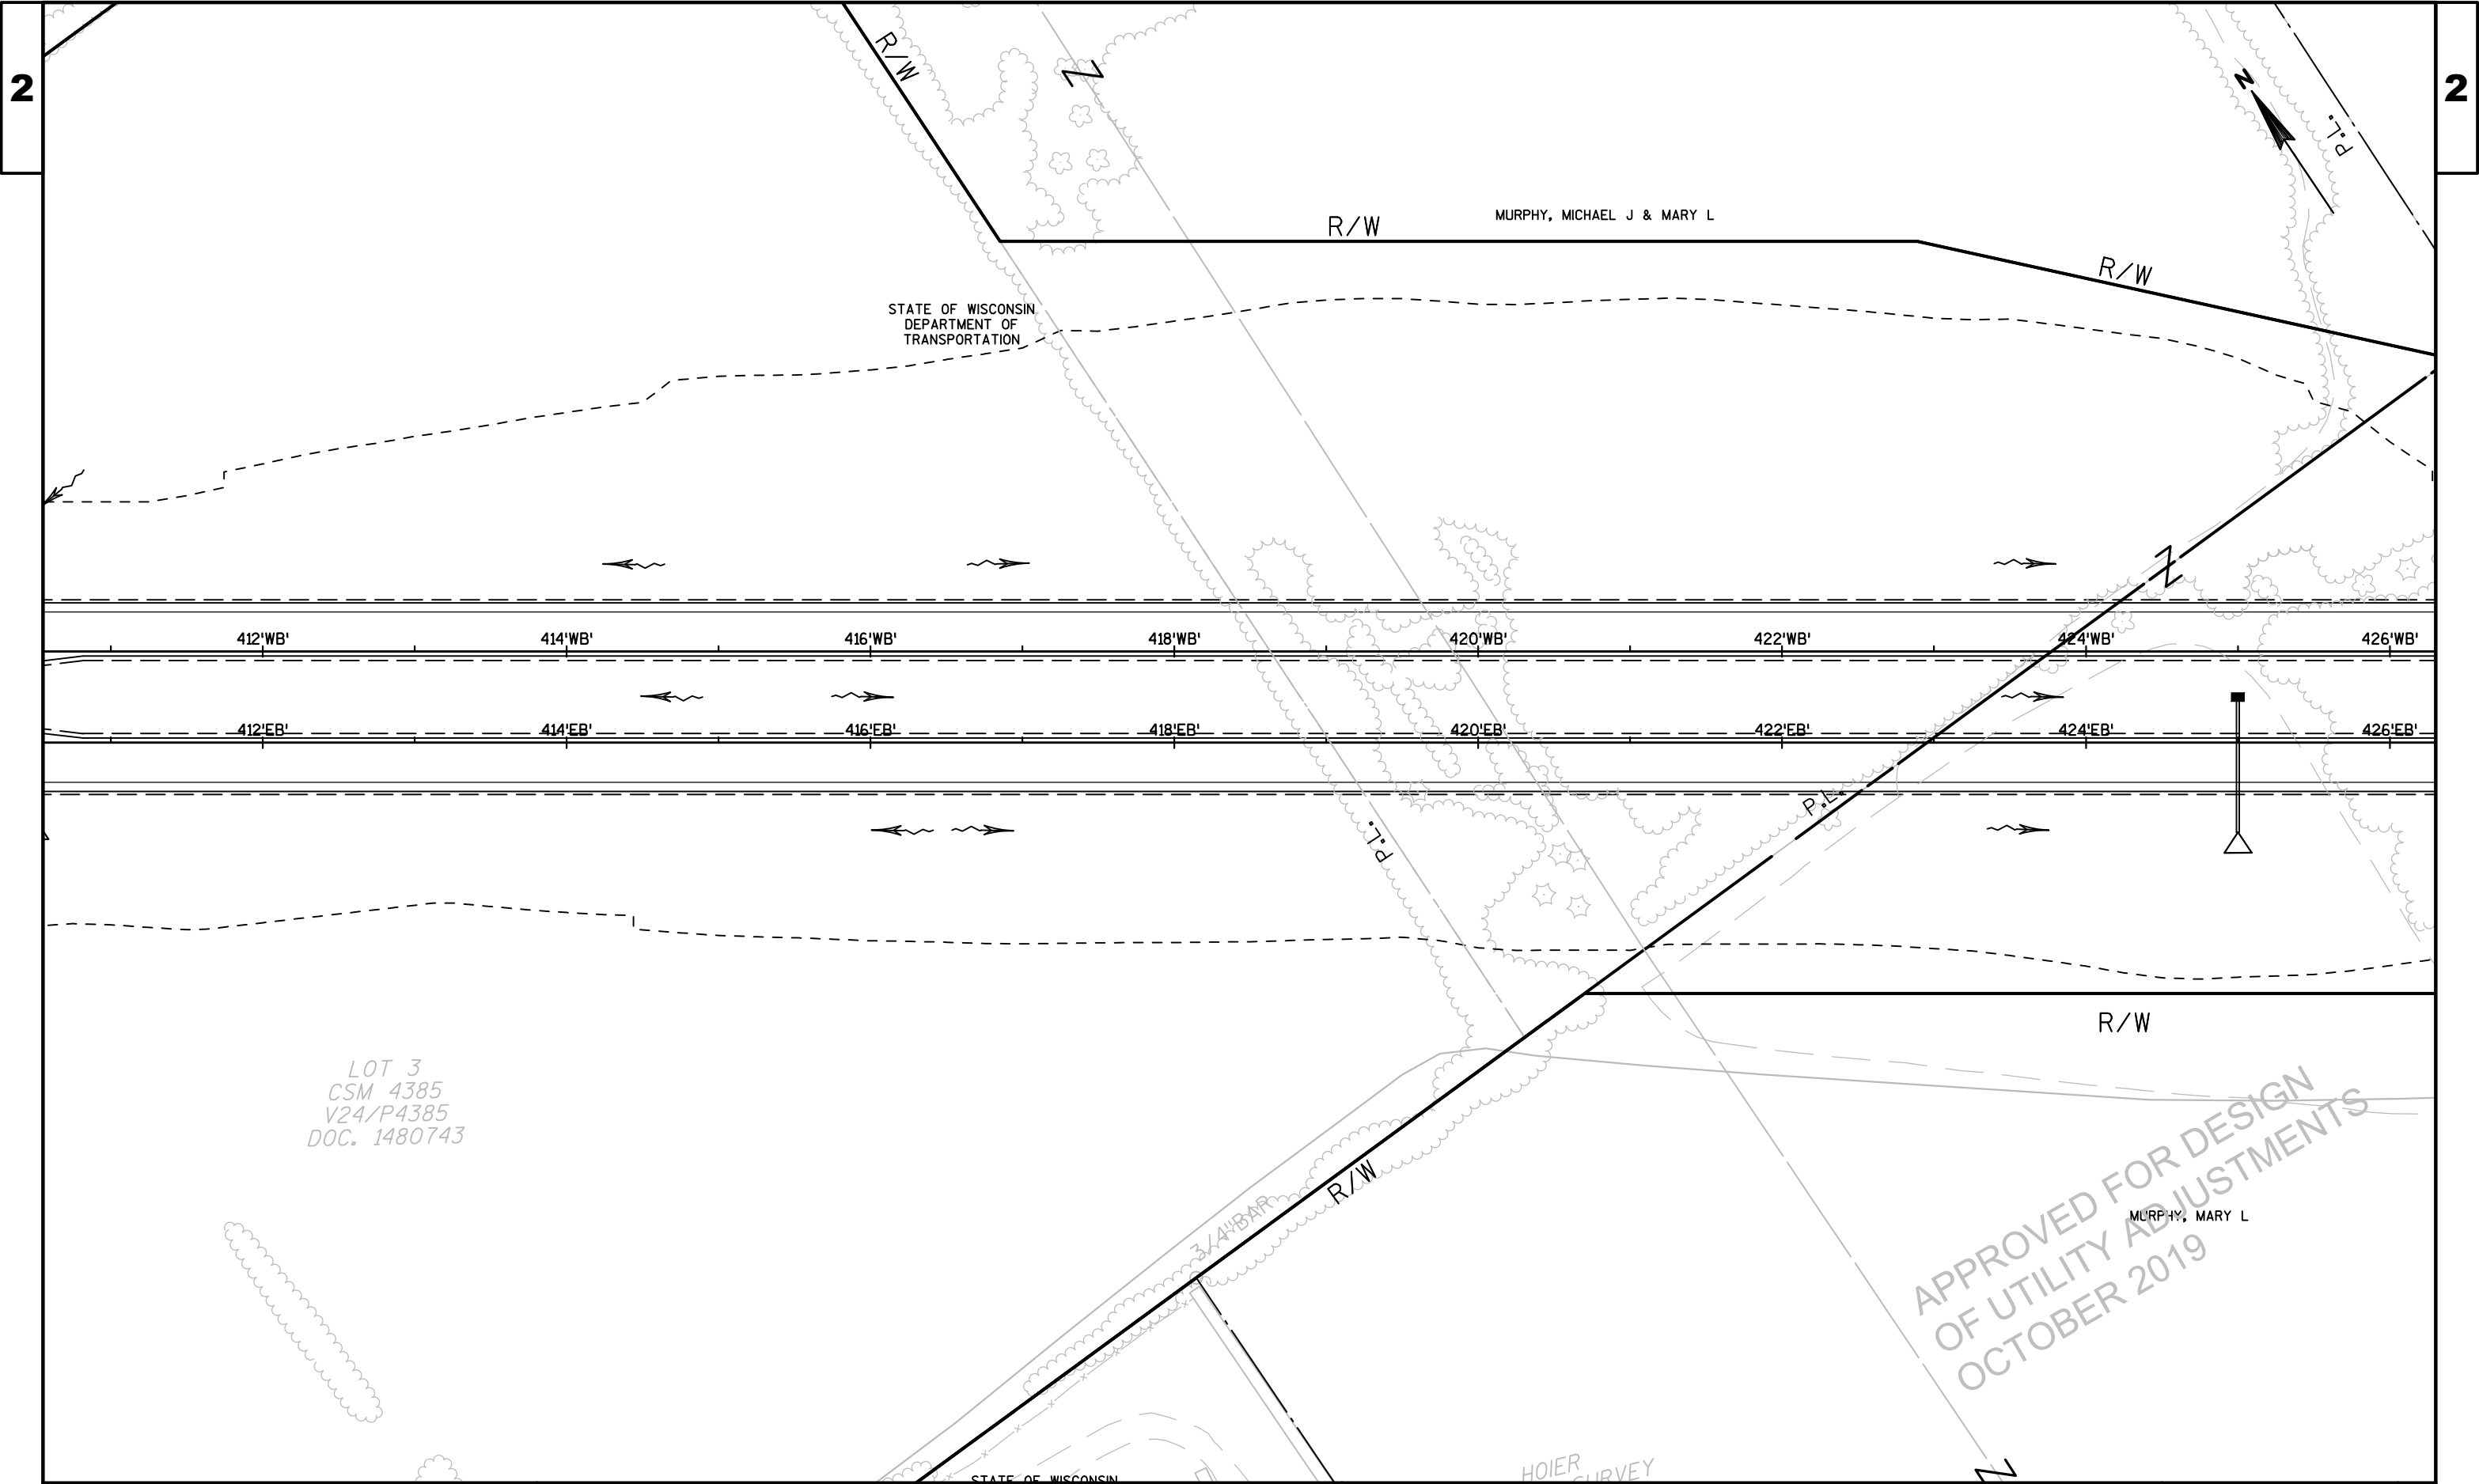 2
2
R/W
N
P.L.
MURPHY, MICHAEL J & MARY L
R/W
R/W
STATE OF WISCONSIN
DEPARTMENT OF
TRANSPORTATION
412'WB'
414'WB'
416'WB'
418'WB'
420'WB'
422'WB'
424'WB'
426'WB'
412'EB'
414'EB'
416'EB'
418'EB'
420'EB'
422'EB'
424'EB'
426'EB'
P.L.
P.L.
R/W
LOT 3
CSM 4385
V24/P4385
DOC. 1480743
R/W
3/4"BAR
MURPHY, MARY L
APPROVED FOR DESIGN
OF UTILITY ADJUSTMENTS
OCTOBER 2019
STATE OF WISCONSIN
HOIER